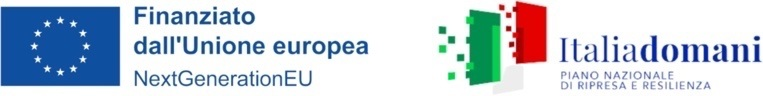 Finanziato
dall'Unione europea
NextGenerationEU
Italiadomani
PIANO NAZIONALE
DI RIPRESA E RESILIENZA